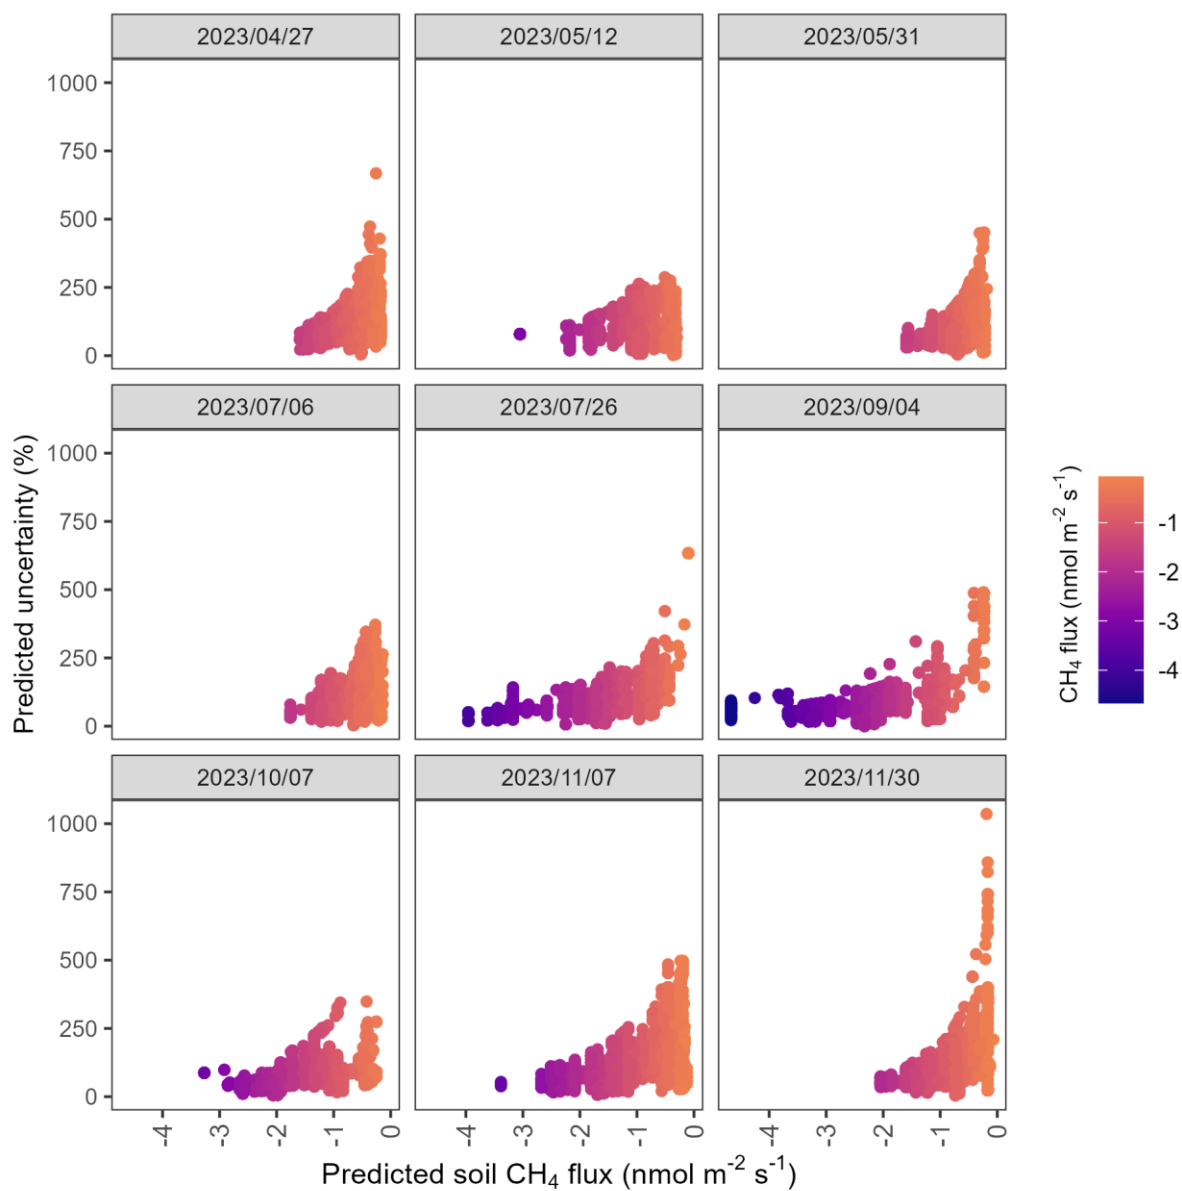 2023/04/27 2023/05/12 2023/05/31
1000
750
500
250
0
2023/07/06 2023/07/26 2023/09/04
1000
750
500
250
0
2023/10/07 2023/11/07 2023/11/30
1000
750
500
250
0
-4 -3 -2 -1 0 -4 -3 -2 -1 0 -4 -3 -2 -1 0
Predicted soil CH₄ flux (nmol m⁻² s⁻¹)
Predicted uncertainty (%)
CH₄ flux (nmol m⁻² s⁻¹)
-1
-2
-3
-4